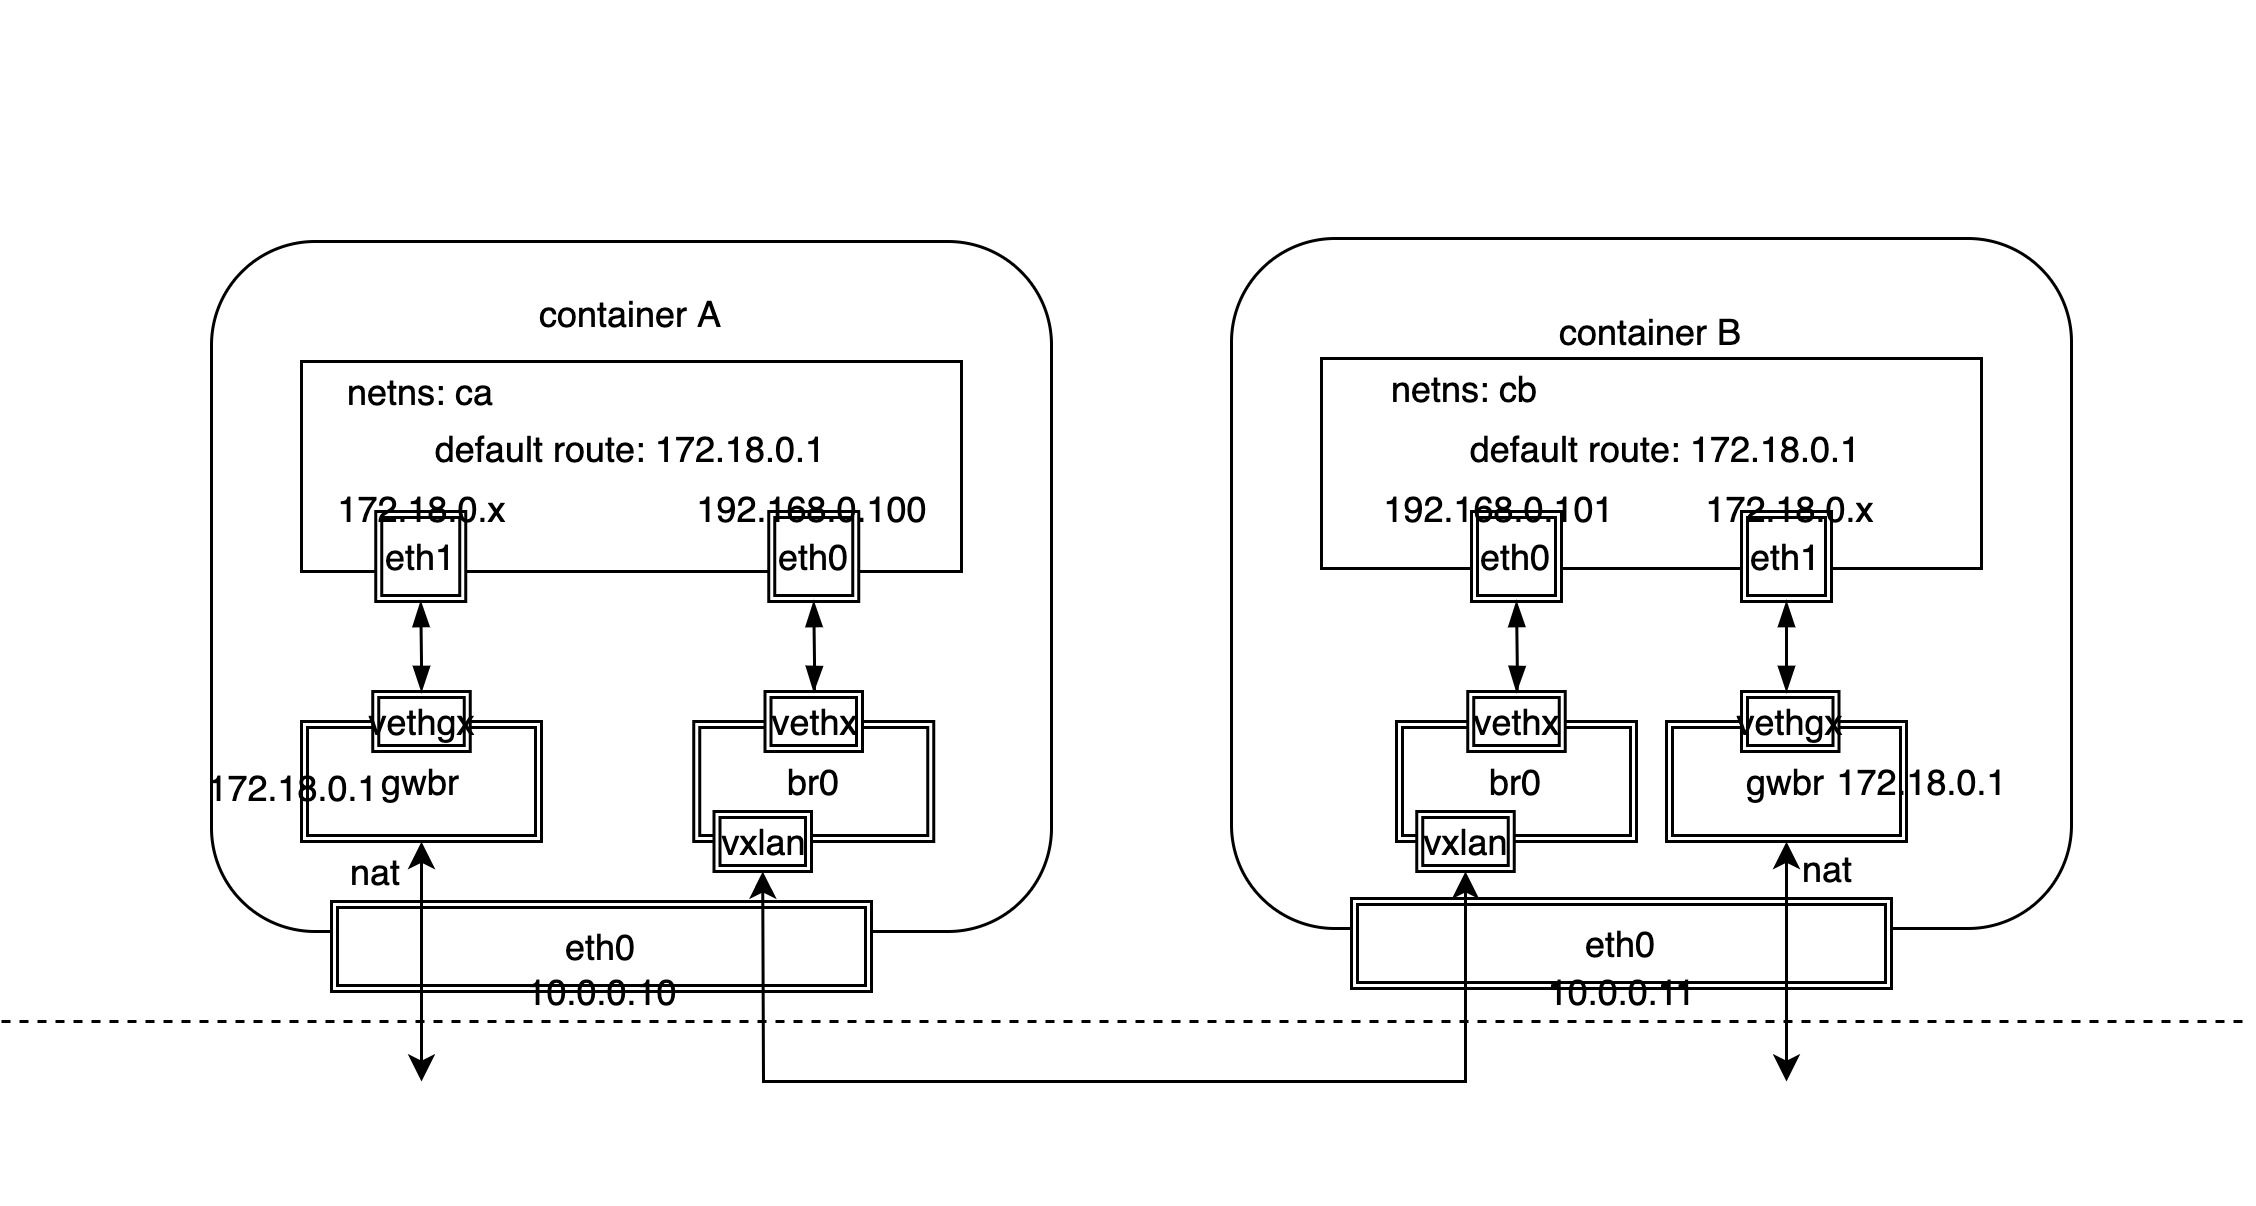 container A
netns: ca
default route: 172.18.0.1
172.18.0.x
192.168.0.100
eth1
eth0
vethgx
vethx
172.18.0.1
gwbr
br0
vxlan
nat
eth0
10.0.0.10
container B
netns: cb
default route: 172.18.0.1
192.168.0.101
172.18.0.x
eth0
eth1
vethx
vethgx
br0
gwbr
172.18.0.1
vxlan
nat
eth0
10.0.0.11